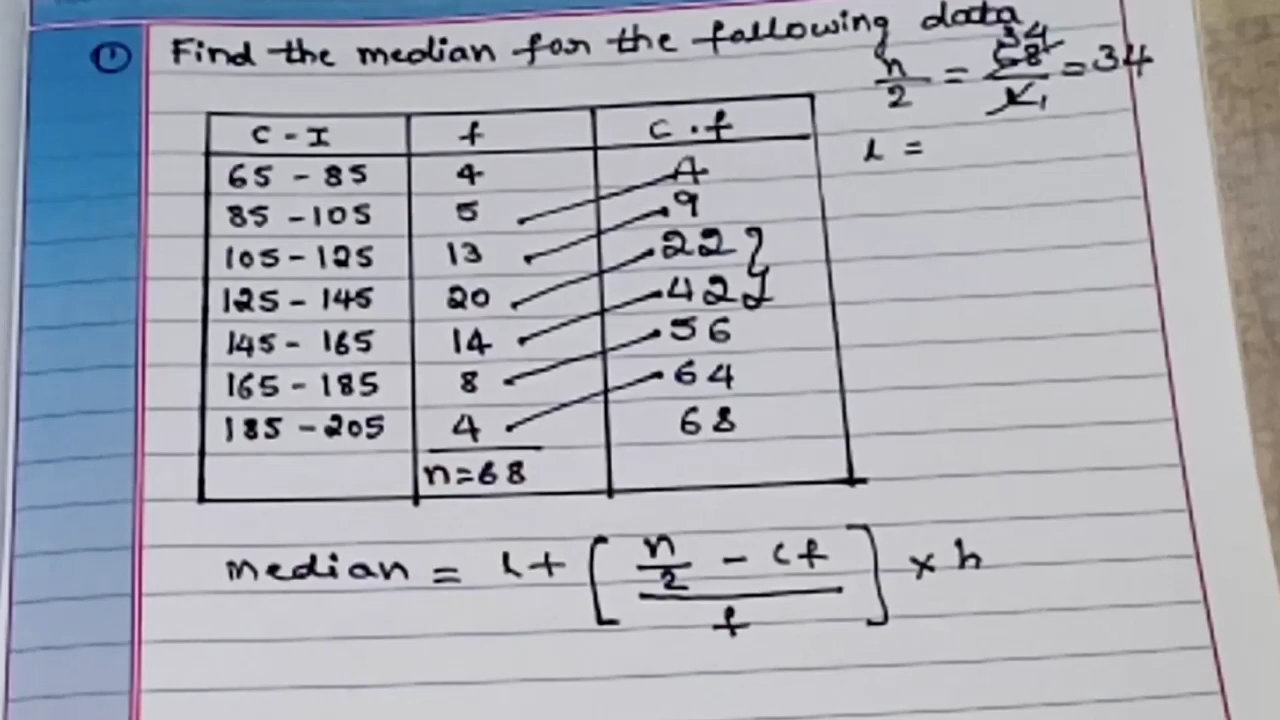 1 Find the median for the following data
n/2 = 68/2 = 34
34
1
l =
C - I f C.f
65 - 85 4 4
85 - 105 5 9
105 - 125 13 22
125 - 145 20 42
145 - 165 14 56
165 - 185 8 64
185 - 205 4 68
n=68
median = l + [ n/2 - cf / f ] × h